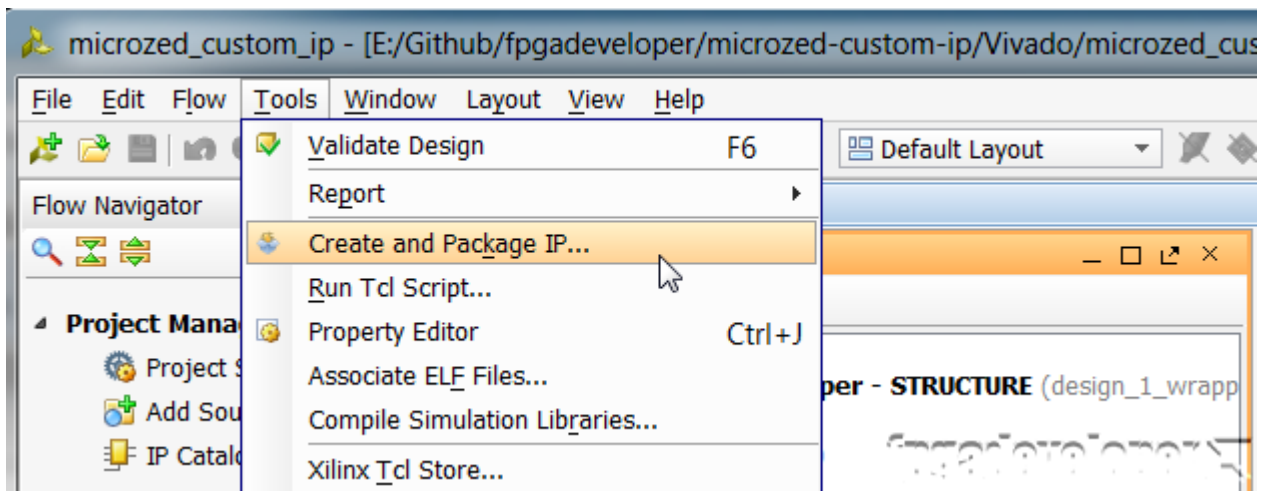 microzed_custom_ip - [E:/Github/fpgadeveloper/microzed-custom-ip/Vivado/microzed_cus
File Edit Flow Tools Window Layout View Help
Validate Design F6
Default Layout
Report
Flow Navigator
Create and Package IP...
Run Tcl Script...
Project Mana
Property Editor Ctrl+J
Project S
Associate ELF Files...
per - STRUCTURE (design_1_wrapp
Add Sou
Compile Simulation Libraries...
IP Catalo
Xilinx Tcl Store...